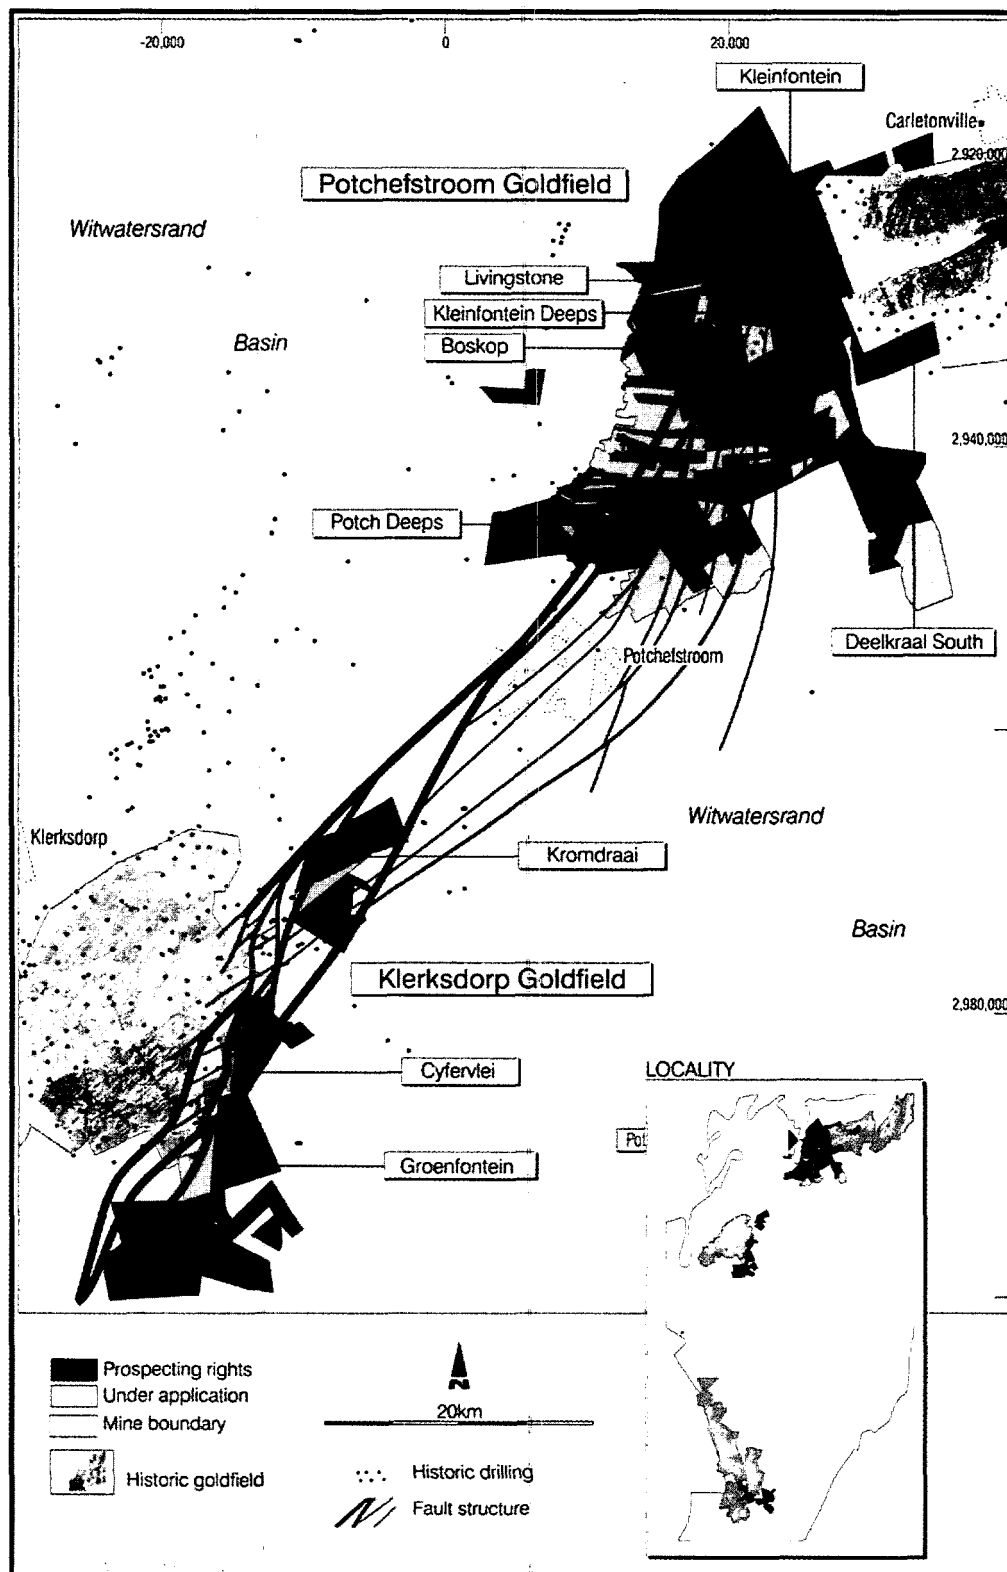 -20,000
0
20,000
Kleinfontein
Carletonville
2,920,000
Potchefstroom Goldfield
Witwatersrand
Livingstone
Kleinfontein Deeps
Basin
Boskop
2,940,000
Potch Deeps
Deelkraal South
Potchefstroom
Witwatersrand
Klerksdorp
Kromdraai
Basin
Klerksdorp Goldfield
2,980,000
Cyfervlei
LOCALITY
Pot
Groenfontein
Prospecting rights
Under application
Mine boundary
Historic goldfield
N
20km
Historic drilling
Fault structure